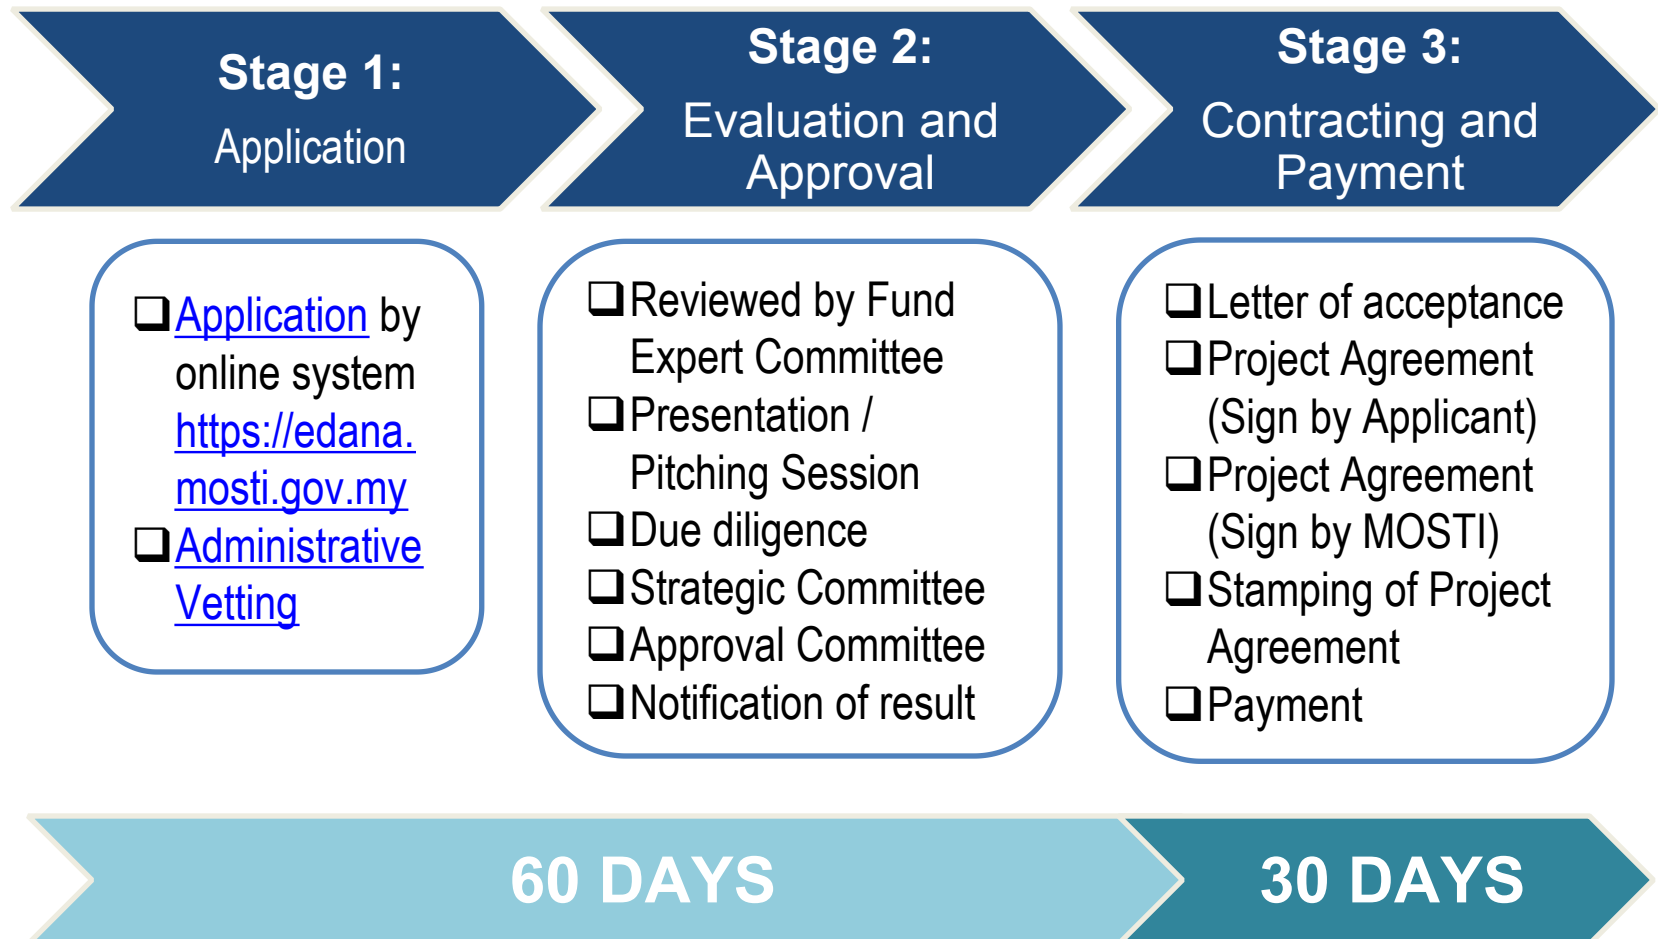 Stage 1:
Application
Stage 2:
Evaluation and
Approval
Stage 3:
Contracting and
Payment
Application by
online system
https://edana.
mosti.gov.my
Administrative
Vetting
Reviewed by Fund
Expert Committee
Presentation /
Pitching Session
Due diligence
Strategic Committee
Approval Committee
Notification of result
Letter of acceptance
Project Agreement
(Sign by Applicant)
Project Agreement
(Sign by MOSTI)
Stamping of Project
Agreement
Payment
60 DAYS
30 DAYS